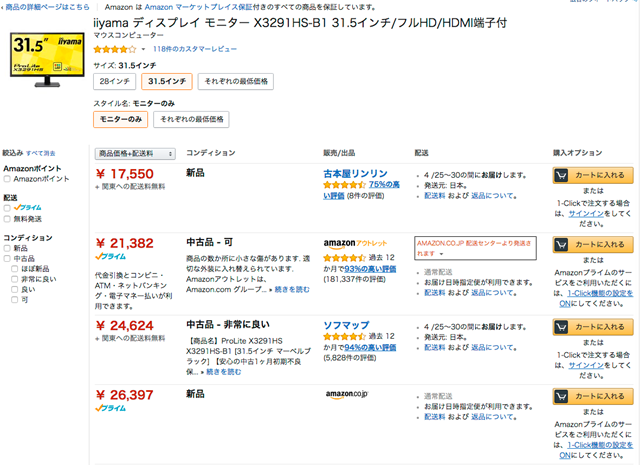 ‹ 商品の詳細ページはこちら
Amazon は Amazon マーケットプレイス保証付きのすべての商品を保証しています。
iiyama ディスプレイ モニター X3291HS-B1 31.5インチ/フルHD/HDMI端子付
マウスコンピューター
118件のカスタマーレビュー
サイズ: 31.5インチ
28インチ
31.5インチ
それぞれの最低価格
スタイル名: モニターのみ
モニターのみ
それぞれの最低価格
31.5"
iiyama
ProLite
X3291HS
絞込み すべて消去
Amazonポイント
Amazonポイント
配送
プライム
無料発送
コンディション
新品
中古品
ほぼ新品
非常に良い
良い
可
商品価格+配送料
コンディション
販売/出品
配送
購入オプション
¥ 17,550
+ 関東への配送料無料
新品
古本屋リンリン
75%の高い評価 (8件の評価)
4 /25～30の間にお届けします。
発送元: 日本。
配送料 および 返品について。
カートに入れる
または
1-Clickで注文する場合は、サインインをしてください。
¥ 21,382
プライム
代金引換とコンビニ・
ATM・ネットバンキング・電子マネー払いが利用できます。
中古品 - 可
商品の数か所に小さな傷があります. 適切な外装に入れ替えられています.
Amazonアウトレットは、
Amazon.com グループ... » 続きを読む
amazon アウトレット
過去 12
か月で93%の高い評価
(181,337件の評価)
AMAZON.CO.JP 配送センターより発送されます
通常配送
お届け日時指定便が利用できます。
配送料 および 返品について。
カートに入れる
または
Amazonプライムのサービスをご利用いただくには、1-Click機能の設定をONにしてください。
¥ 24,624
+ 関東への配送料無料
中古品 - 非常に良い
【商品名】ProLite X3291HS
X3291HS-B1 [31.5インチ マーベルブラック] 【安心の中古1ヶ月初期不良保... » 続きを読む
ソフマップ
過去 12
か月で94%の高い評価
(5,828件の評価)
4 /25～30の間にお届けします。
発送元: 日本。
配送料 および 返品について。
カートに入れる
または
1-Clickで注文する場合は、サインインをしてください。
¥ 26,397
プライム
新品
amazon.co.jp
通常配送
お届け日時指定便が利用できます。
配送料 および 返品について。
カートに入れる
または
Amazonプライムのサービスをご利用いただくには、1-Click機能の設定をONにしてください。